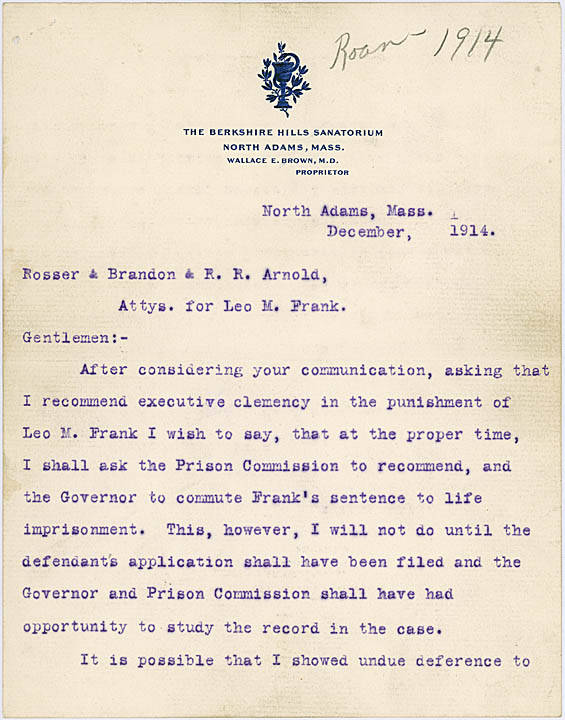 Roan - 1914
THE BERKSHIRE HILLS SANATORIUM
NORTH ADAMS, MASS.
WALLACE E. BROWN, M.D.
PROPRIETOR
North Adams, Mass.
December, 1914.
Rosser & Brandon & R. R. Arnold,
Attys. for Leo M. Frank.
Gentlemen:-
After considering your communication, asking that
I recommend executive clemency in the punishment of
Leo M. Frank I wish to say, that at the proper time,
I shall ask the Prison Commission to recommend, and
the Governor to commute Frank's sentence to life
imprisonment. This, however, I will not do until the
defendant's application shall have been filed and the
Governor and Prison Commission shall have had
opportunity to study the record in the case.
It is possible that I showed undue deference to